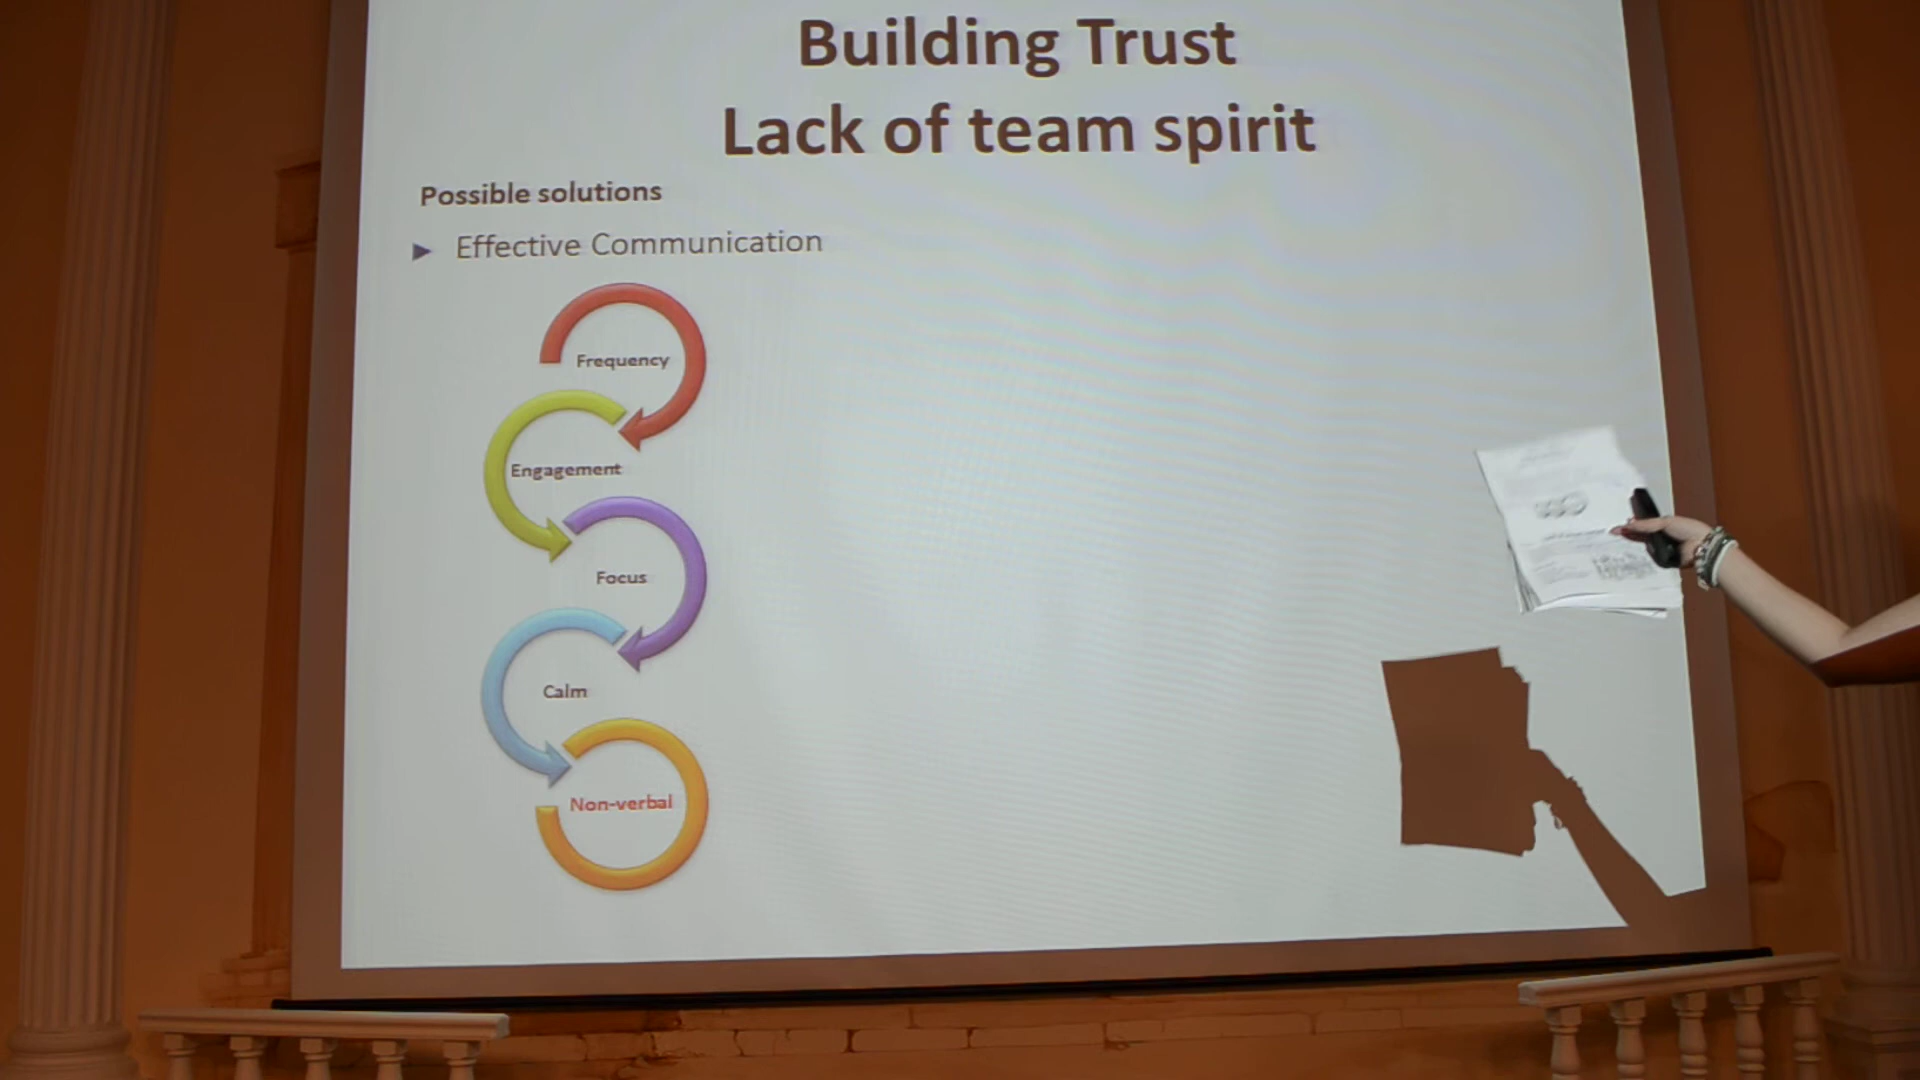 Building Trust
Lack of team spirit
Possible solutions
Effective Communication
Frequency
Engagement
Focus
Calm
Non-verbal